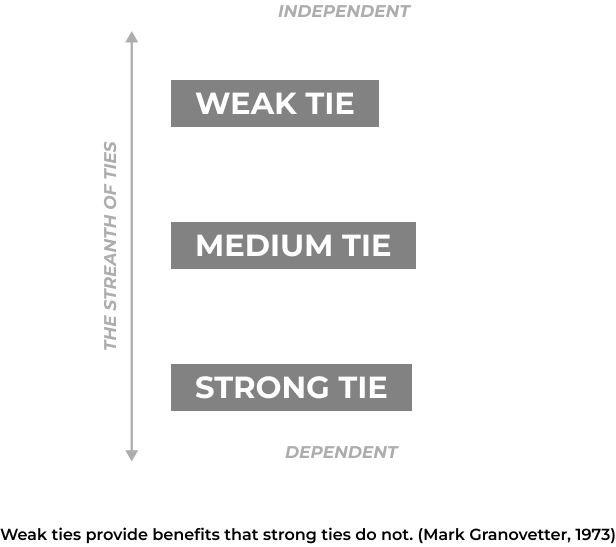 INDEPENDENT
WEAK TIE
THE STREANTH OF TIES
MEDIUM TIE
STRONG TIE
DEPENDENT
Weak ties provide benefits that strong ties do not. (Mark Granovetter, 1973)